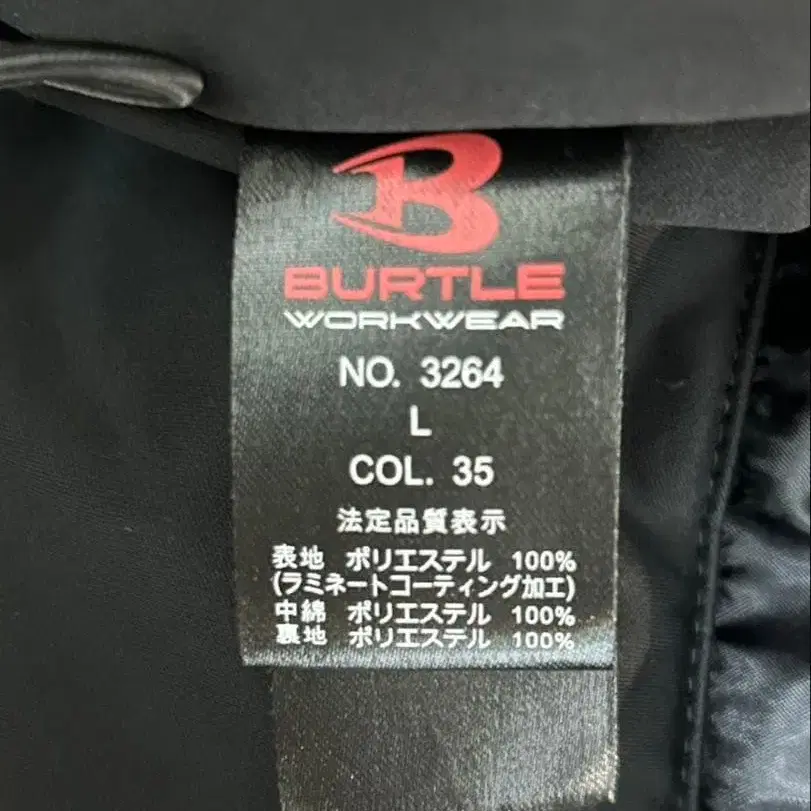 B
BURTLE
WORKWEAR
NO. 3264
L
COL. 35
法定品質表示
表地 ポリエステル 100%
(ラミネートコーティング加工)
中綿 ポリエステル 100%
裏地 ポリエステル 100%